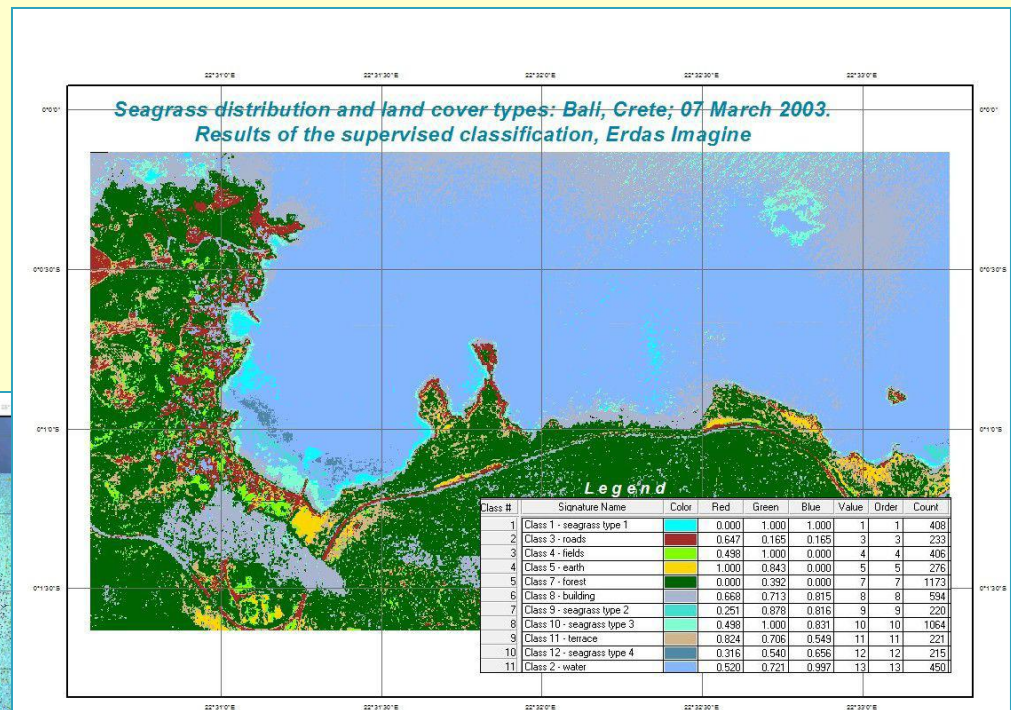 22°31'0"E 22°31'30"E 22°32'0"E 22°32'30"E 22°33'0"E
0°0'0" 0°0'0"
Seagrass distribution and land cover types: Bali, Crete; 07 March 2003.
Results of the supervised classification, Erdas Imagine
0°0'30"S 0°0'30"S
0°1'0"S 0°1'0"S
Legend
Class # Signature Name Color Red Green Blue Value Order Count
1 Class 1 - seagrass type 1 0.000 1.000 1.000 1 1 408
2 Class 3 - roads 0.647 0.165 0.165 3 3 233
3 Class 4 - fields 0.498 1.000 0.000 4 4 406
4 Class 5 - earth 1.000 0.843 0.000 5 5 276
5 Class 7 - forest 0.000 0.392 0.000 7 7 1173
6 Class 8 - building 0.668 0.713 0.815 8 8 594
7 Class 9 - seagrass type 2 0.251 0.878 0.816 9 9 220
8 Class 10 - seagrass type 3 0.498 1.000 0.831 10 10 1064
9 Class 11 - terrace 0.824 0.706 0.549 11 11 221
10 Class 12 - seagrass type 4 0.316 0.540 0.656 12 12 215
11 Class 2 - water 0.520 0.721 0.997 13 13 450
0°1'30"S 0°1'30"S
22°31'0"E 22°31'30"E 22°32'0"E 22°32'30"E 22°33'0"E